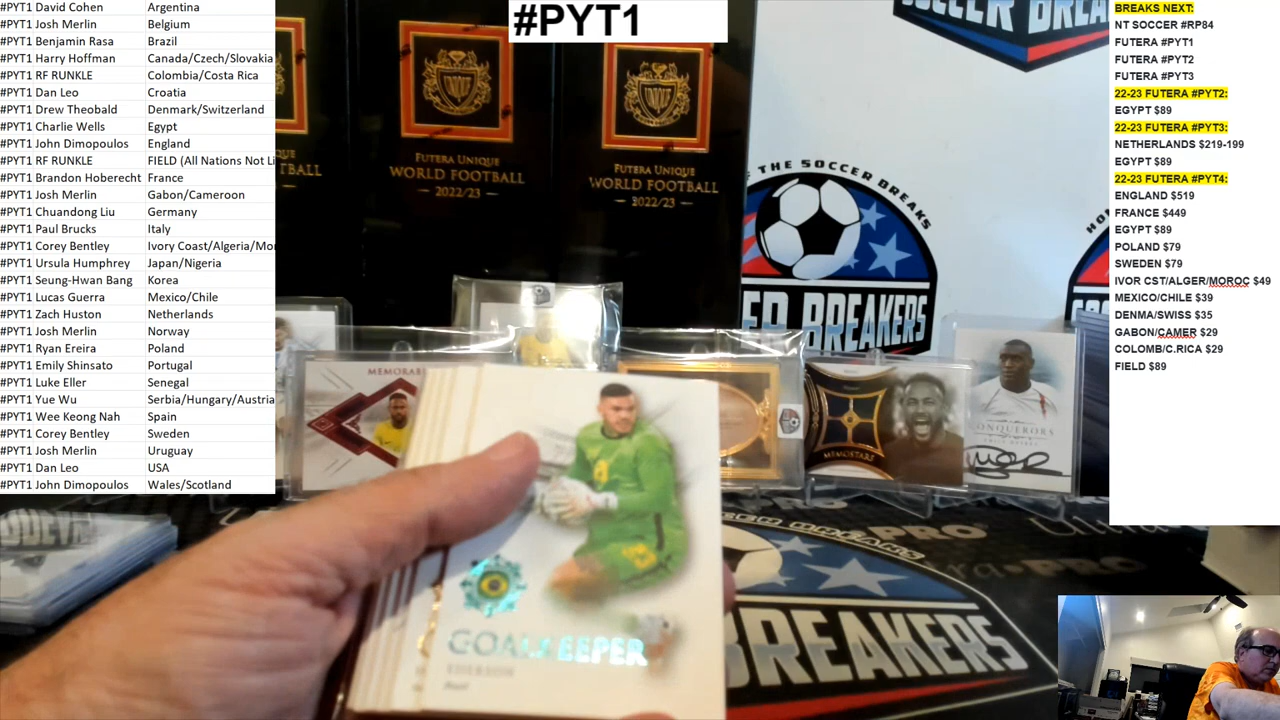 #PYT1 David Cohen Argentina
#PYT1 Josh Merlin Belgium
#PYT1 Benjamin Rasa Brazil
#PYT1 Harry Hoffman Canada/Czech/Slovakia
#PYT1 RF RUNKLE Colombia/Costa Rica
#PYT1 Dan Leo Croatia
#PYT1 Drew Theobald Denmark/Switzerland
#PYT1 Charlie Wells Egypt
#PYT1 John Dimopoulos England
#PYT1 RF RUNKLE FIELD (All Nations Not Li
#PYT1 Brandon Hoberecht France
#PYT1 Josh Merlin Gabon/Cameroon
#PYT1 Chuandong Liu Germany
#PYT1 Paul Brucks Italy
#PYT1 Corey Bentley Ivory Coast/Algeria/Mor
#PYT1 Ursula Humphrey Japan/Nigeria
#PYT1 Seung-Hwan Bang Korea
#PYT1 Lucas Guerra Mexico/Chile
#PYT1 Zach Huston Netherlands
#PYT1 Josh Merlin Norway
#PYT1 Ryan Ereira Poland
#PYT1 Emily Shinsato Portugal
#PYT1 Luke Eller Senegal
#PYT1 Yue Wu Serbia/Hungary/Austria
#PYT1 Wee Keong Nah Spain
#PYT1 Corey Bentley Sweden
#PYT1 Josh Merlin Uruguay
#PYT1 Dan Leo USA
#PYT1 John Dimopoulos Wales/Scotland
#PYT1
UNIQUE
FUTERA UNIQUE
WORLD FOOTBALL
2022/23
UNIQUE
FUTERA UNIQUE
WORLD FOOTBALL
2022/23
THE SOCCER BREAKS
ER BREAKERS
MEMORABI
MEMOSTARS
CONQUERORS
GOALKEEPER
EDERSON
Brazil
BREAKERS
BREAKS NEXT:
NT SOCCER #RP84
FUTERA #PYT1
FUTERA #PYT2
FUTERA #PYT3
22-23 FUTERA #PYT2:
EGYPT $89
22-23 FUTERA #PYT3:
NETHERLANDS $219-199
EGYPT $89
22-23 FUTERA #PYT4:
ENGLAND $519
FRANCE $449
EGYPT $89
POLAND $79
SWEDEN $79
IVOR CST/ALGER/MOROC $49
MEXICO/CHILE $39
DENMA/SWISS $35
GABON/CAMER $29
COLOMB/C.RICA $29
FIELD $89